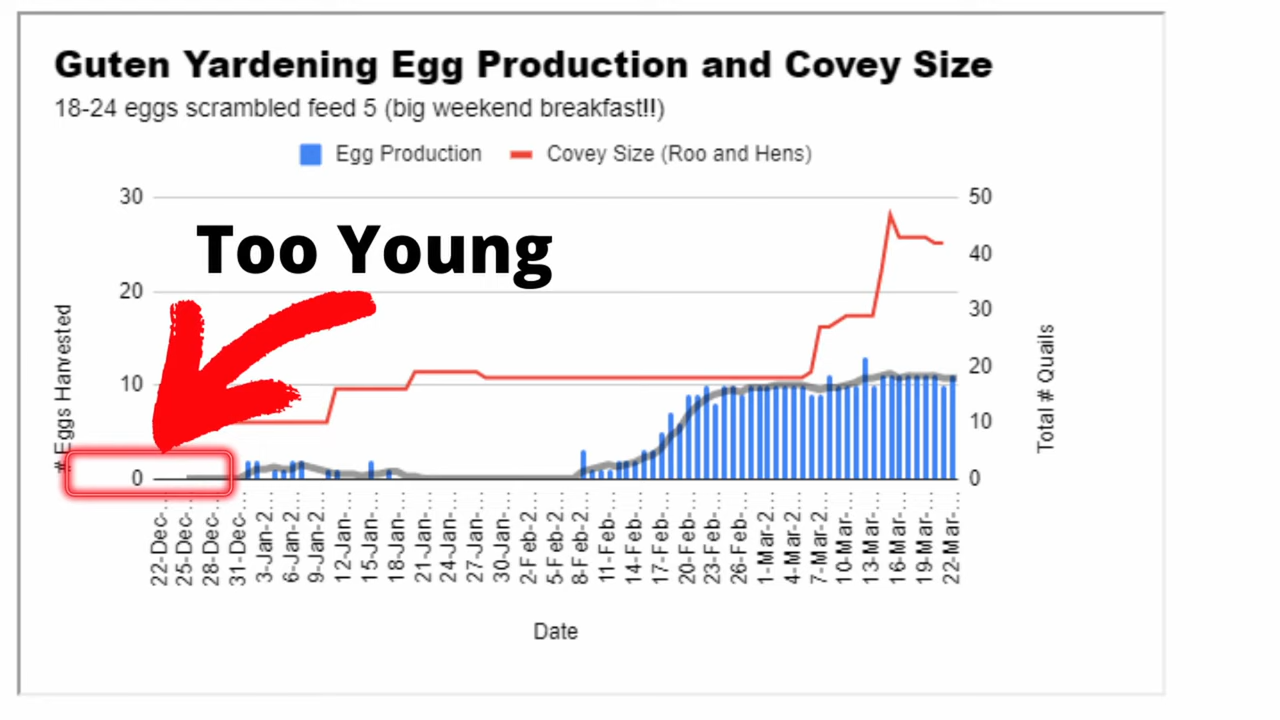 Guten Yardening Egg Production and Covey Size
18-24 eggs scrambled feed 5 (big weekend breakfast!!)
Egg Production
Covey Size (Roo and Hens)
30
50
Too Young
40
20
30
# Eggs Harvested
Total # Quails
10
20
10
0
0
22-Dec-…
25-Dec-…
28-Dec-…
31-Dec-…
3-Jan-2…
6-Jan-2…
9-Jan-2…
12-Jan-…
15-Jan-…
18-Jan-…
21-Jan-…
24-Jan-…
27-Jan-…
30-Jan-…
2-Feb-2…
5-Feb-2…
8-Feb-2…
11-Feb-…
14-Feb-…
17-Feb-…
20-Feb-…
23-Feb-…
26-Feb-…
1-Mar-2…
4-Mar-2…
7-Mar-2…
10-Mar-…
13-Mar-…
16-Mar-…
19-Mar-…
22-Mar-…
Date